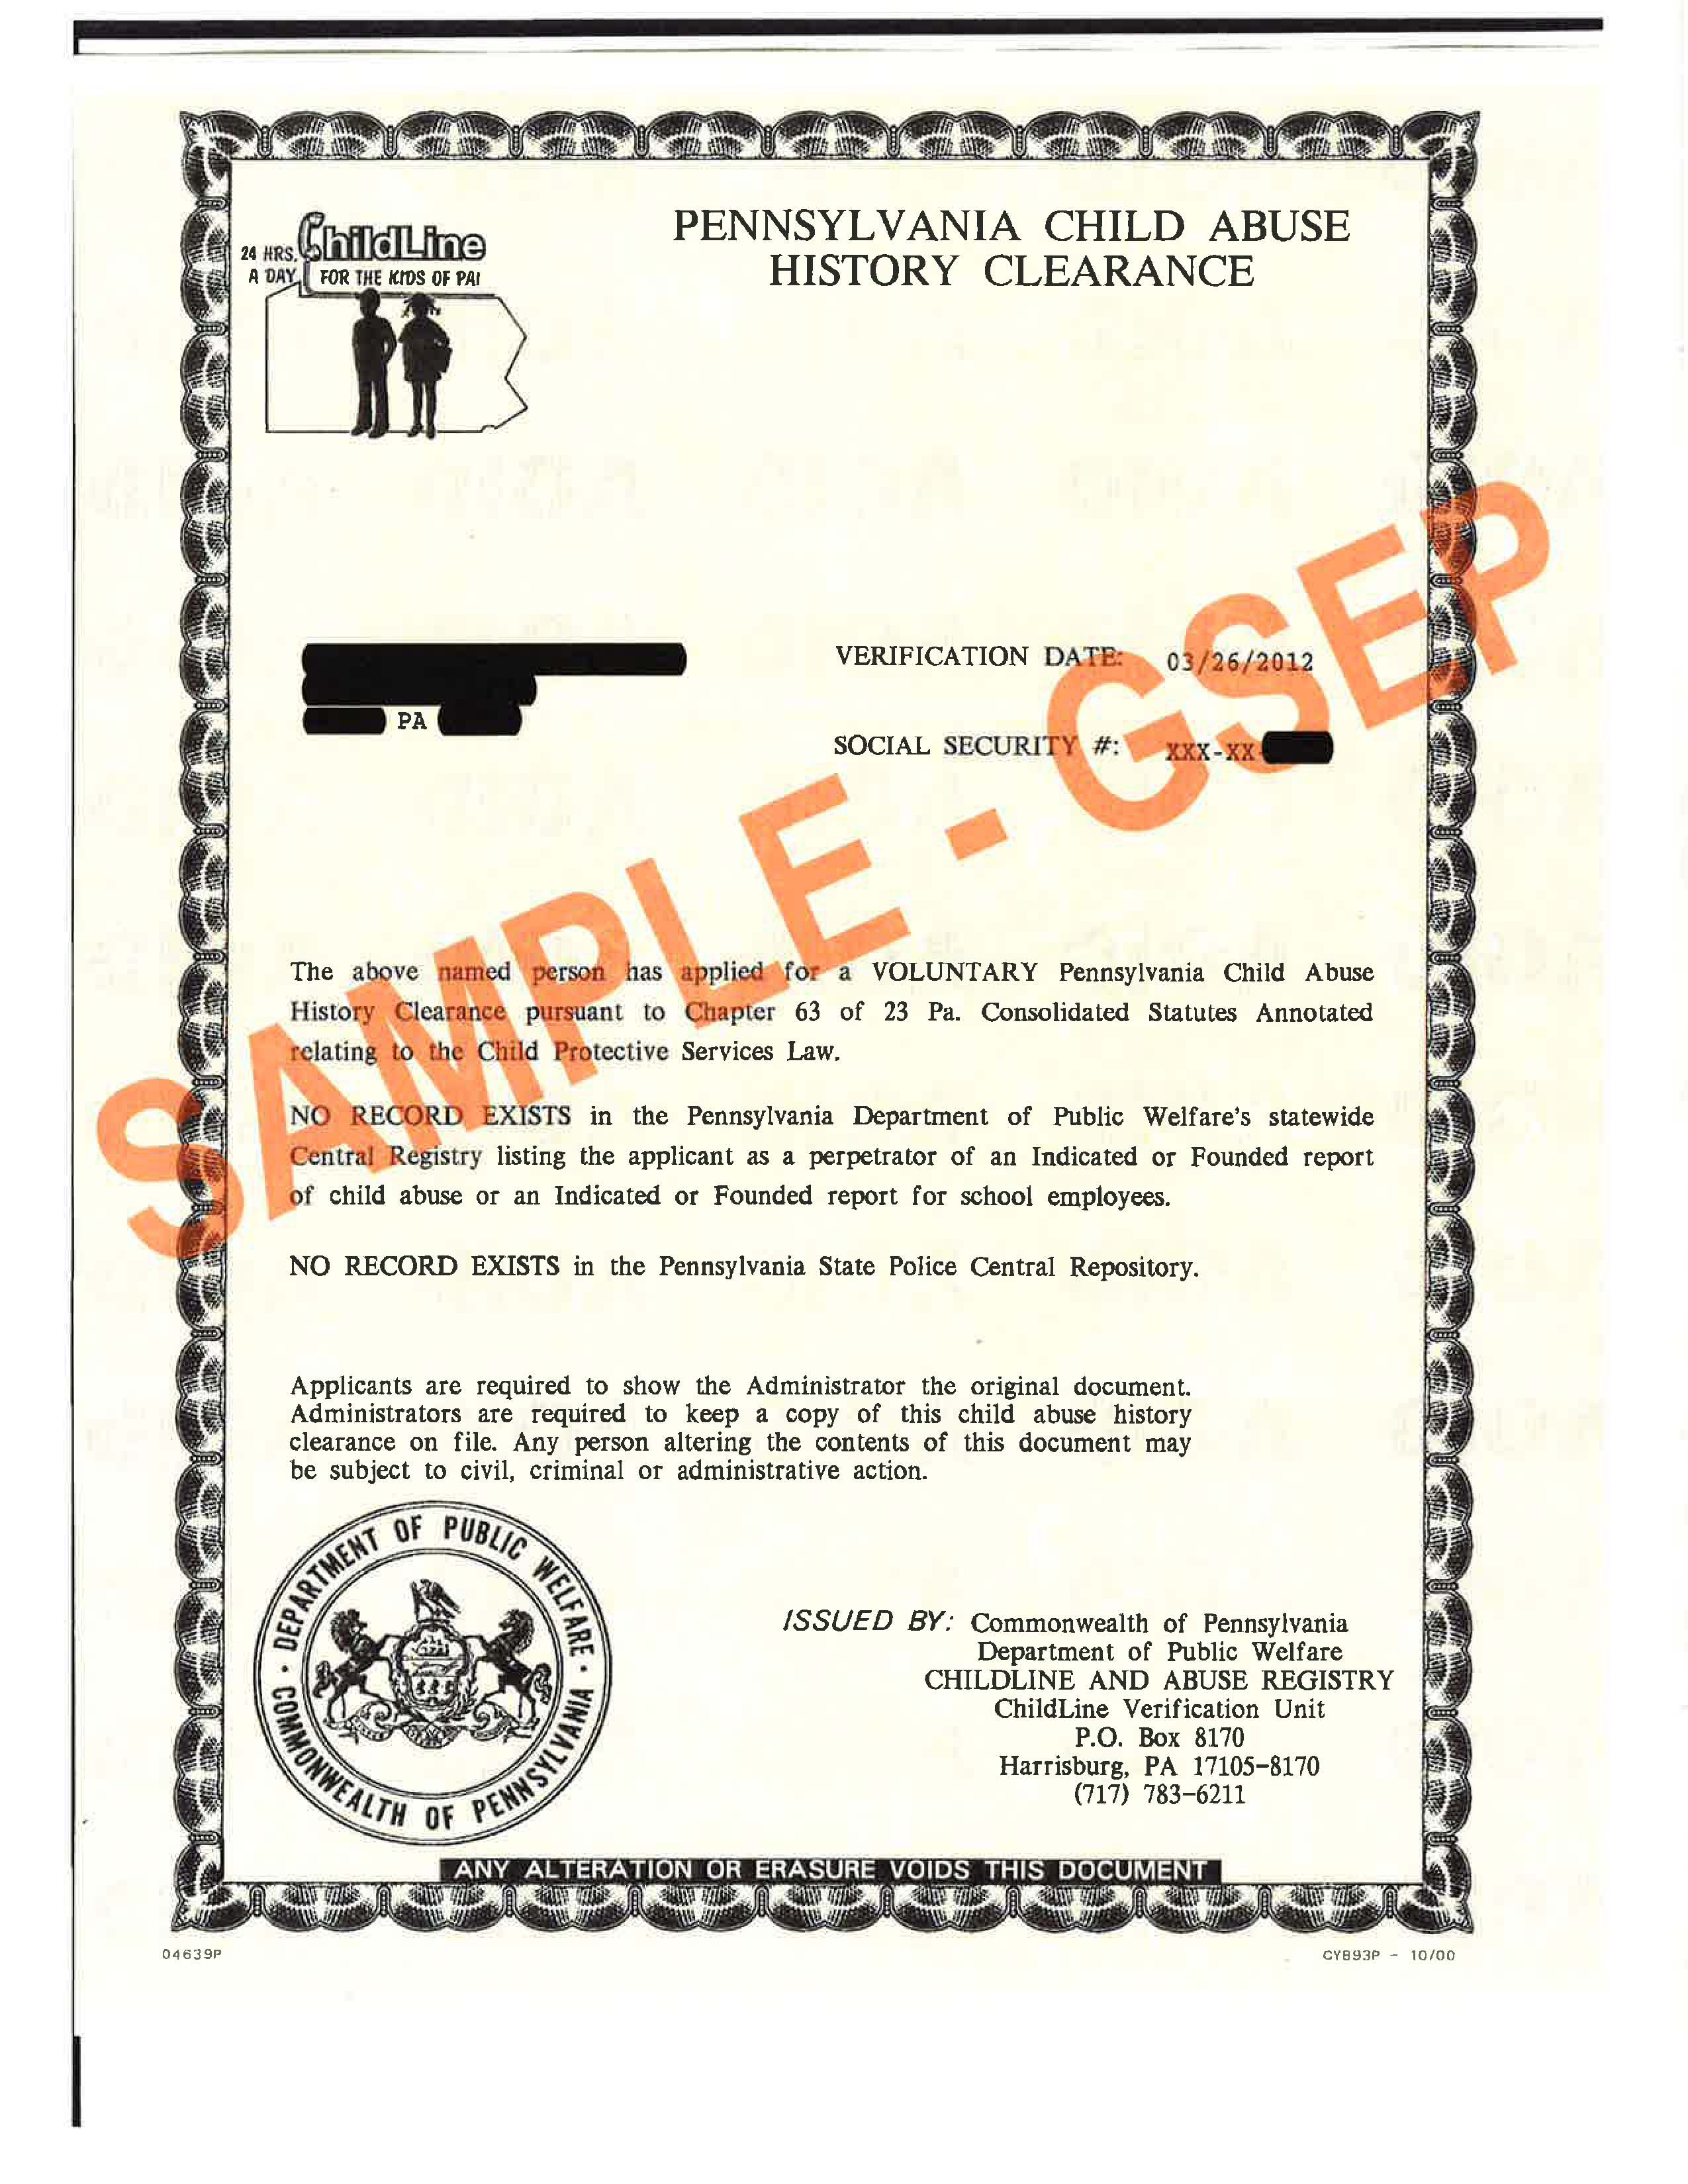 24 HRS. ChildLine
A DAY FOR THE KIDS OF PA!
PENNSYLVANIA CHILD ABUSE
HISTORY CLEARANCE
VERIFICATION DATE: 03/26/2012
PA
SOCIAL SECURITY #: XXX-XX
SAMPLE - GSEP
The above named person has applied for a VOLUNTARY Pennsylvania Child Abuse
History Clearance pursuant to Chapter 63 of 23 Pa. Consolidated Statutes Annotated
relating to the Child Protective Services Law.
NO RECORD EXISTS in the Pennsylvania Department of Public Welfare's statewide
Central Registry listing the applicant as a perpetrator of an Indicated or Founded report
of child abuse or an Indicated or Founded report for school employees.
NO RECORD EXISTS in the Pennsylvania State Police Central Repository.
Applicants are required to show the Administrator the original document.
Administrators are required to keep a copy of this child abuse history
clearance on file. Any person altering the contents of this document may
be subject to civil, criminal or administrative action.
DEPARTMENT OF PUBLIC WELFARE
COMMONWEALTH OF PENNSYLVANIA
ISSUED BY: Commonwealth of Pennsylvania
Department of Public Welfare
CHILDLINE AND ABUSE REGISTRY
ChildLine Verification Unit
P.O. Box 8170
Harrisburg, PA 17105-8170
(717) 783-6211
ANY ALTERATION OR ERASURE VOIDS THIS DOCUMENT
04639P
CY893P - 10/00